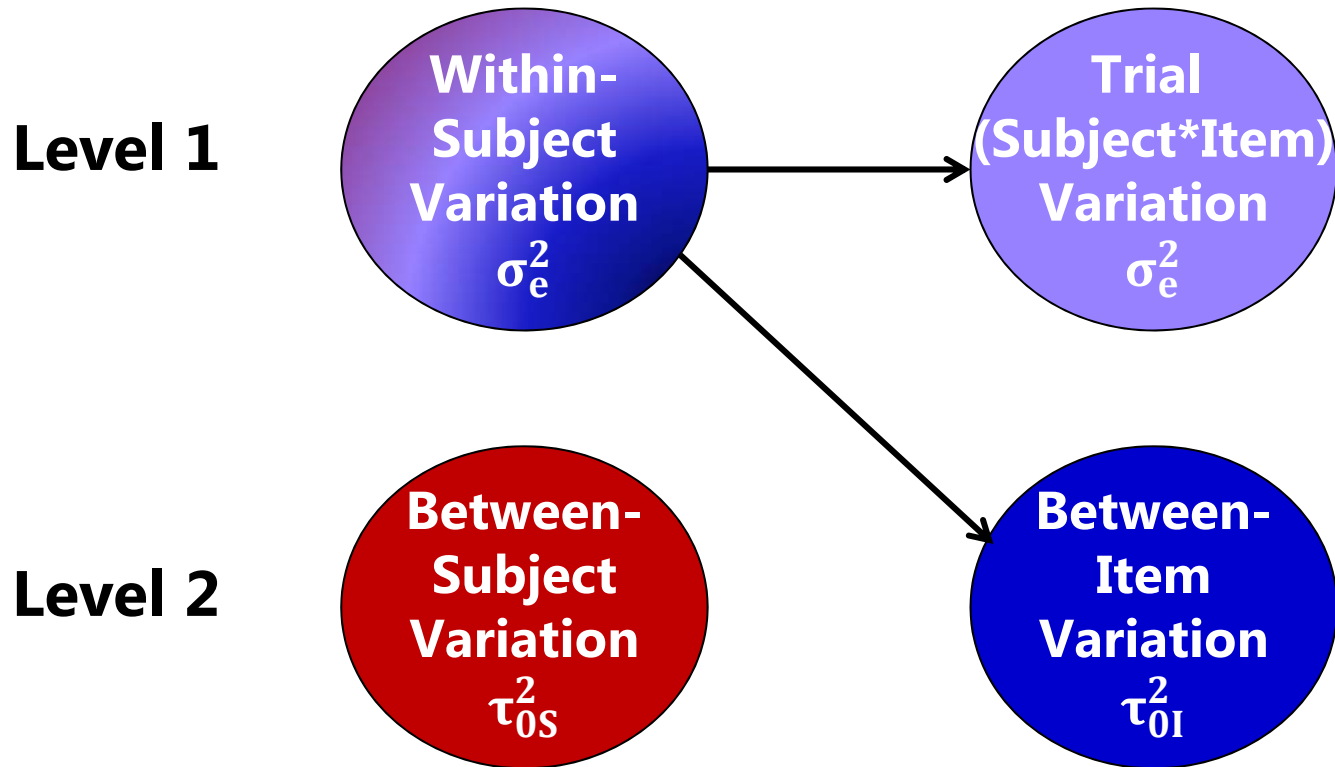 Level 1
Within-
Subject
Variation
σ²ₑ
Trial
(Subject*Item)
Variation
σ²ₑ
Level 2
Between-
Subject
Variation
τ²₀S
Between-
Item
Variation
τ²₀I